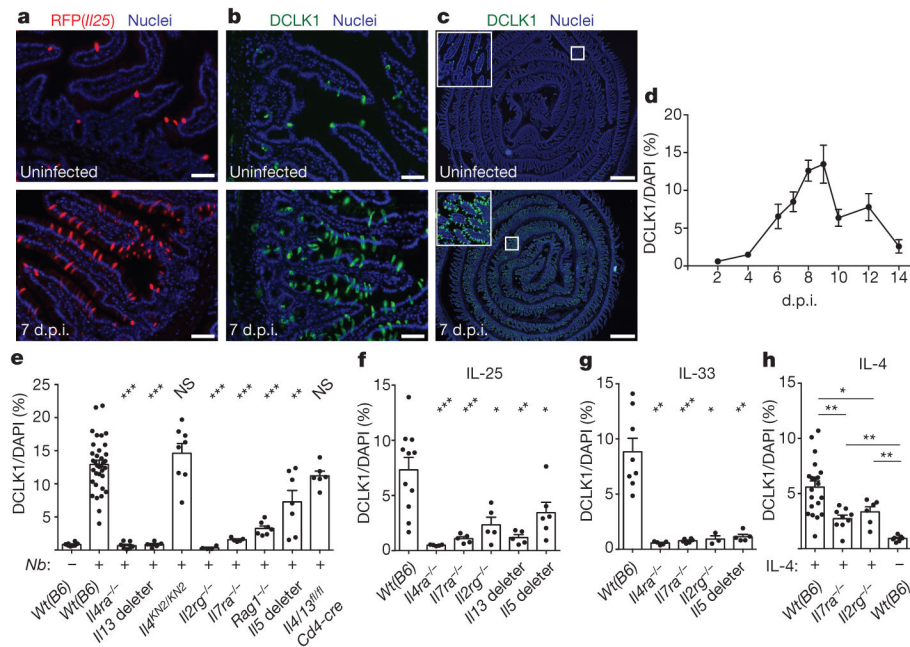 a RFP(Il25) Nuclei
Uninfected
7 d.p.i.
b DCLK1 Nuclei
Uninfected
7 d.p.i.
c DCLK1 Nuclei
Uninfected
7 d.p.i.
d
DCLK1/DAPI (%)
20
15
10
5
0
2 4 6 8 10 12 14
d.p.i.
e
DCLK1/DAPI (%)
25
20
15
10
5
*** *** NS *** *** *** ** NS
Nb: – + + + + + + + + +
Wt(B6)
Wt(B6)
Il4ra–/–
Il13 deleter
Il4KN2/KN2
Il2rg–/–
Il7ra–/–
Rag1–/–
Il5 deleter
Il4/13fl/fl
Cd4-cre
f
IL-25
DCLK1/DAPI (%)
15
10
5
0
*** *** * ** *
Wt(B6)
Il4ra–/–
Il7ra–/–
Il2rg–/–
Il13 deleter
Il5 deleter
g
IL-33
DCLK1/DAPI (%)
15
10
5
0
** *** * **
Wt(B6)
Il4ra–/–
Il7ra–/–
Il2rg–/–
Il5 deleter
h
IL-4
DCLK1/DAPI (%)
15
10
5
0
*
**
**
**
IL-4: + + + –
Wt(B6)
Il7ra–/–
Il2rg–/–
Wt(B6)